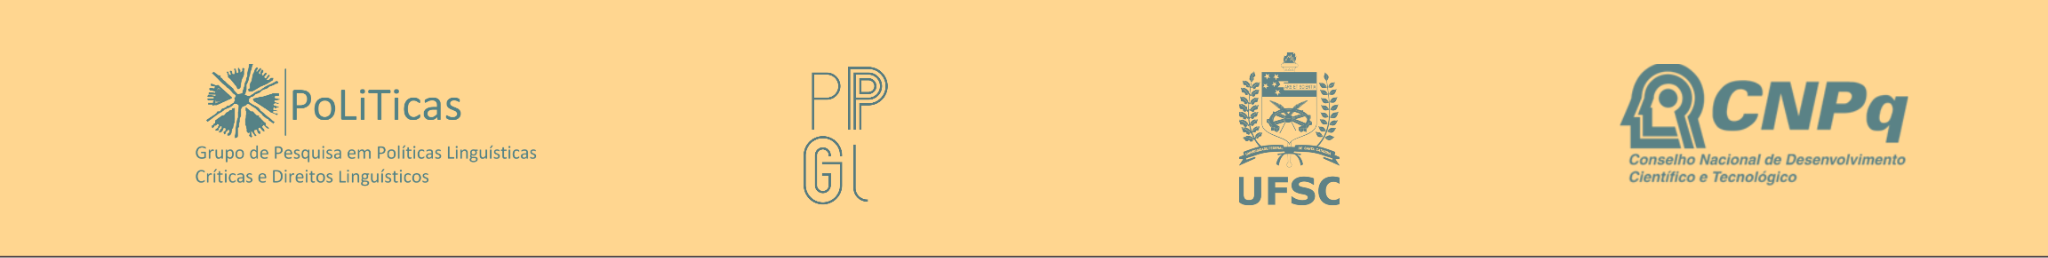 PoLiTicas
Grupo de Pesquisa em Políticas Linguísticas
Críticas e Direitos Linguísticos
PP
GL
UFSC
CNPq
Conselho Nacional de Desenvolvimento
Científico e Tecnológico